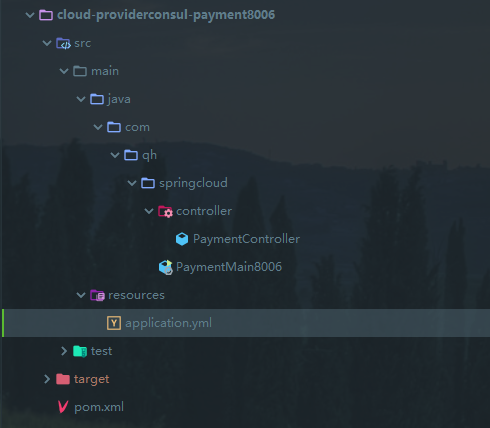 cloud-providerconsul-payment8006
src
main
java
com
qh
springcloud
controller
PaymentController
PaymentMain8006
resources
application.yml
test
target
pom.xml